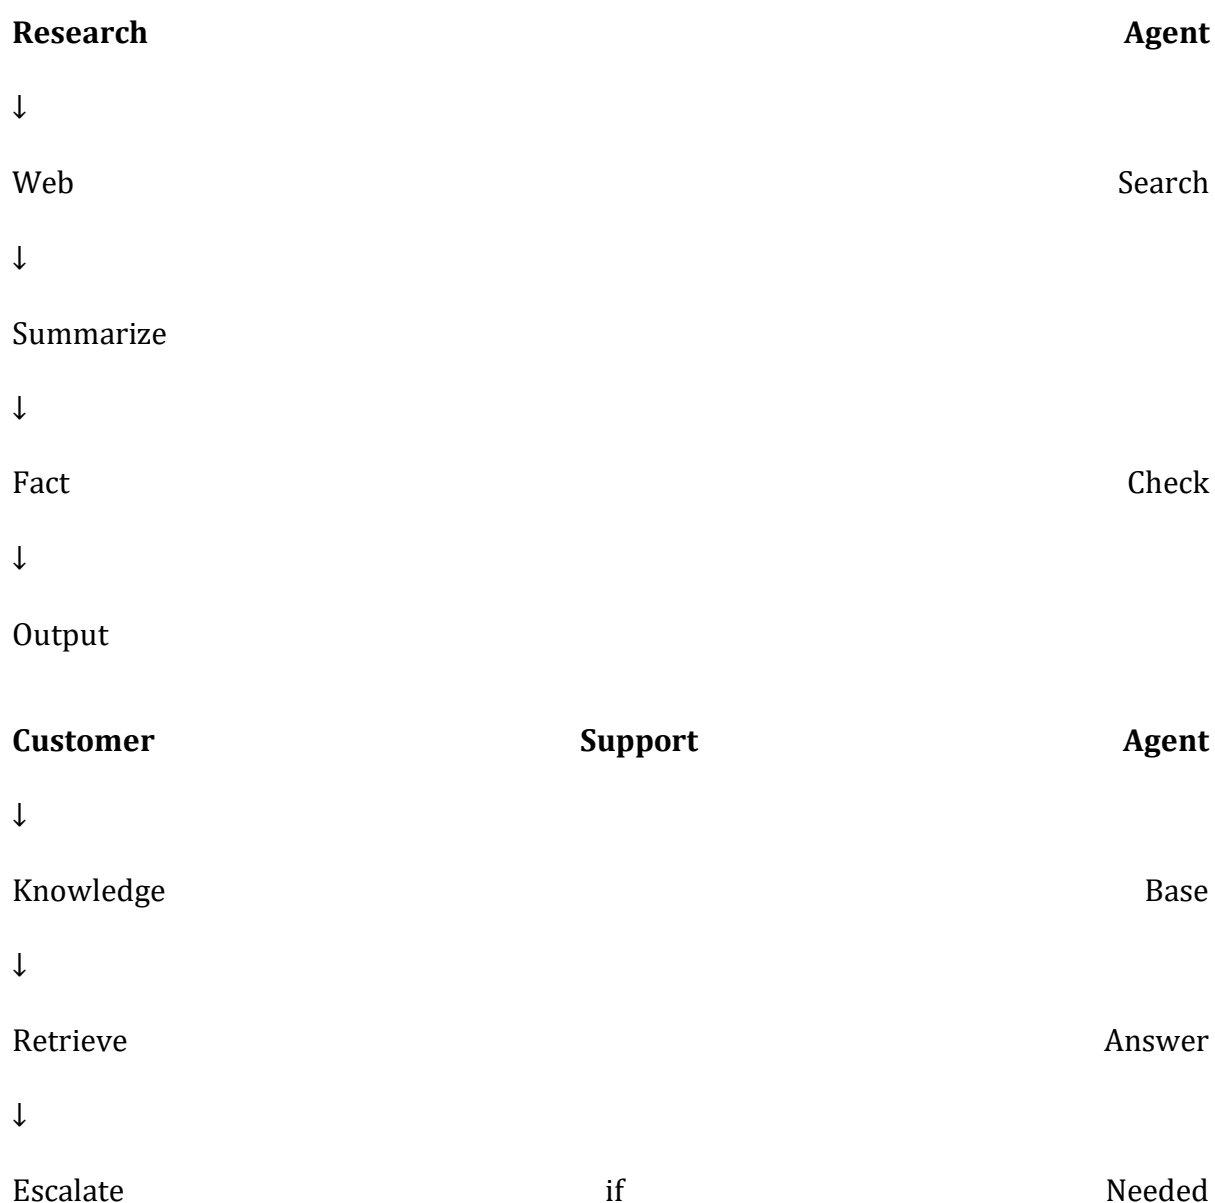 Research Agent
↓
Web Search
↓
Summarize
↓
Fact Check
↓
Output
Customer Support Agent
↓
Knowledge Base
↓
Retrieve Answer
↓
Escalate if Needed